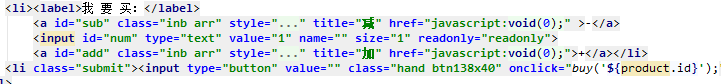 <li><label>我 要 买：</label>
<a id="sub" class="inb arr" style="..." title="减" href="javascript:void(0);" >-</a>
<input id="num" type="text" value="1" name="" size="1" readonly="readonly">
<a id="add" class="inb arr" style="..." title="加" href="javascript:void(0);">+</a></li>
<li class="submit"><input type="button" value="" class="hand btn138x40" onclick="buy('${product.id}');